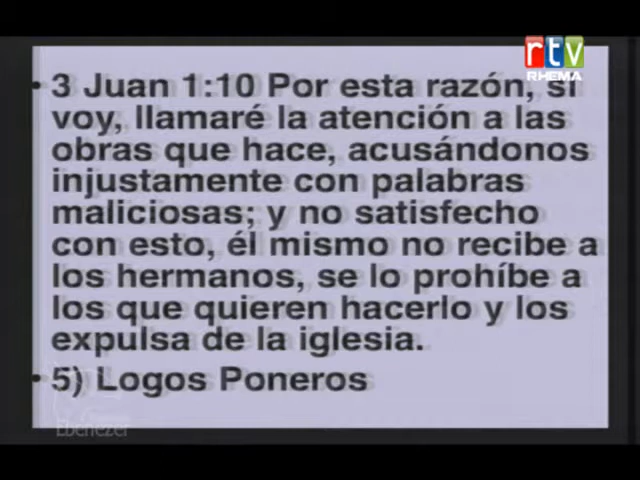 rtv
RHEMA
• 3 Juan 1:10 Por esta razón, si
voy, llamaré la atención a las
obras que hace, acusándonos
injustamente con palabras
maliciosas; y no satisfecho
con esto, él mismo no recibe a
los hermanos, se lo prohíbe a
los que quieren hacerlo y los
expulsa de la iglesia.
• 5) Logos Poneros
Ebenezer